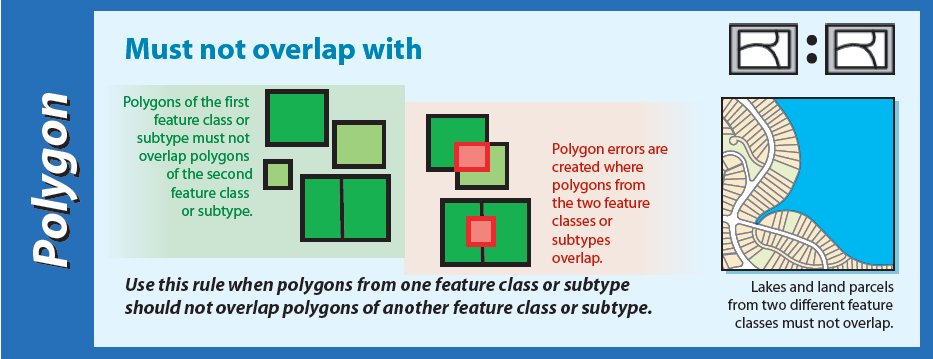 Polygon
Must not overlap with
Polygons of the first
feature class or
subtype must not
overlap polygons
of the second
feature class
or subtype.
Polygon errors are
created where
polygons from
the two feature
classes or
subtypes
overlap.
Use this rule when polygons from one feature class or subtype
should not overlap polygons of another feature class or subtype.
Lakes and land parcels
from two different feature
classes must not overlap.